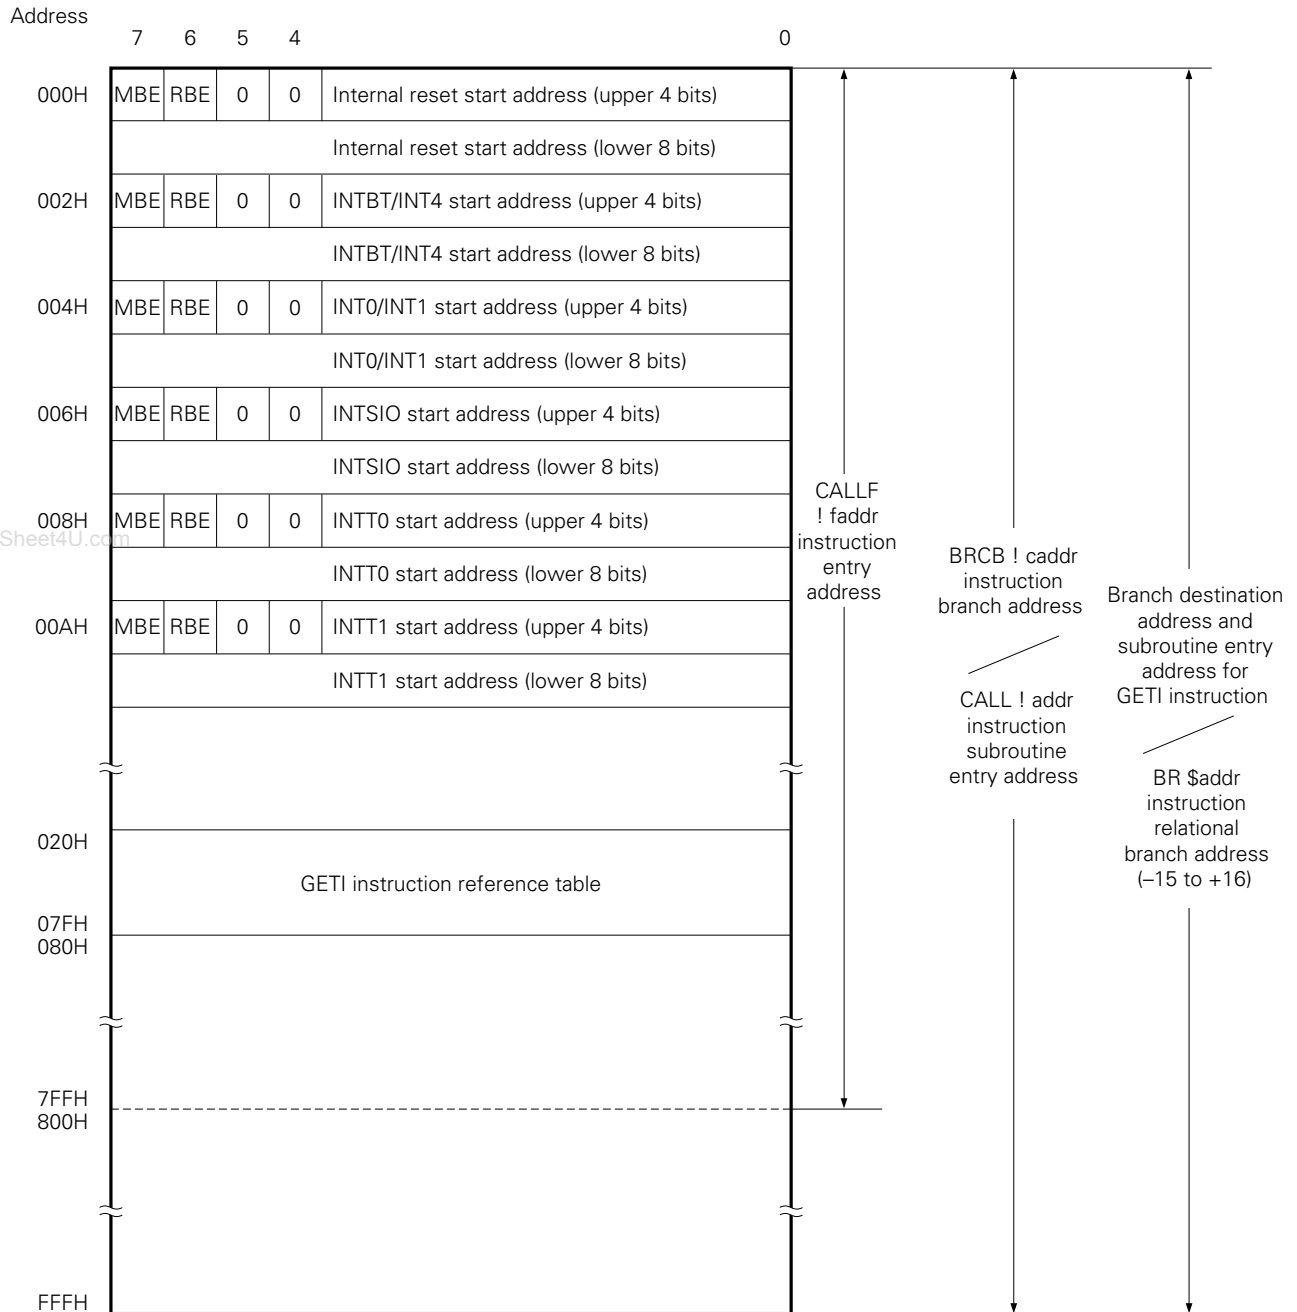 Address
7 6 5 4 0
000H MBE RBE 0 0 Internal reset start address (upper 4 bits)
Internal reset start address (lower 8 bits)
002H MBE RBE 0 0 INTBT/INT4 start address (upper 4 bits)
INTBT/INT4 start address (lower 8 bits)
004H MBE RBE 0 0 INT0/INT1 start address (upper 4 bits)
INT0/INT1 start address (lower 8 bits)
006H MBE RBE 0 0 INTSIO start address (upper 4 bits)
INTSIO start address (lower 8 bits)
008H MBE RBE 0 0 INTT0 start address (upper 4 bits)
Sheet4U.com
INTT0 start address (lower 8 bits)
00AH MBE RBE 0 0 INTT1 start address (upper 4 bits)
INTT1 start address (lower 8 bits)
020H
GETI instruction reference table
07FH
080H
7FFH
800H
FFFH
CALLF
! faddr
instruction
entry
address
BRCB ! caddr
instruction
branch address
CALL ! addr
instruction
subroutine
entry address
Branch destination
address and
subroutine entry
address for
GETI instruction
BR $addr
instruction
relational
branch address
(–15 to +16)